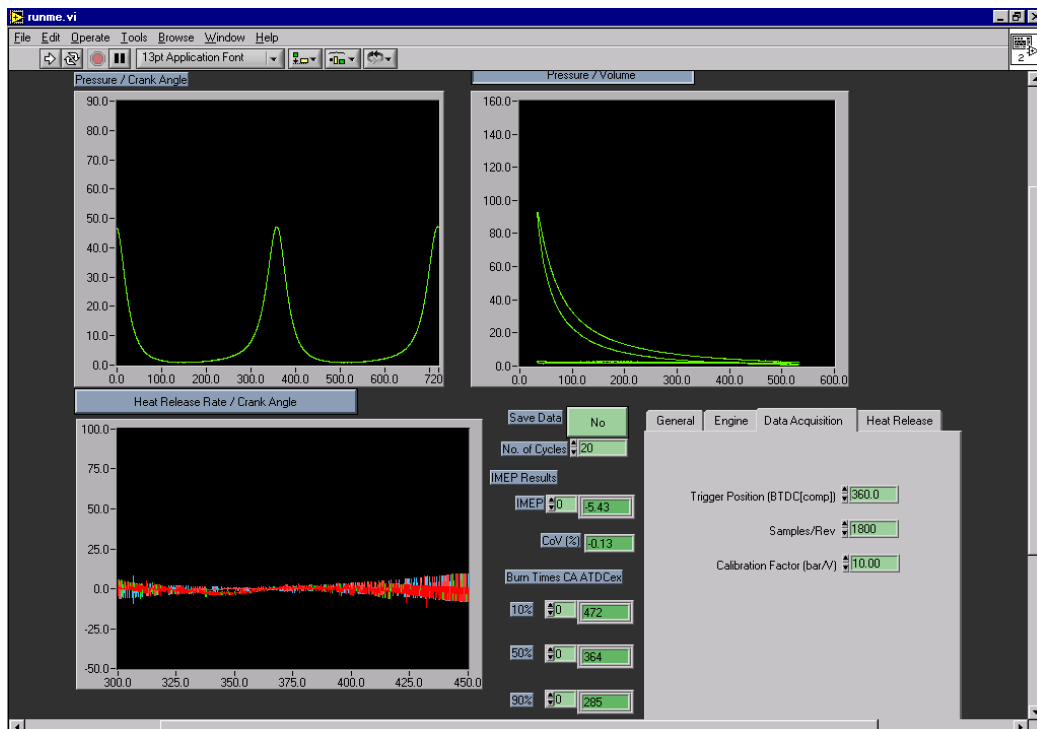 runme.vi
File Edit Operate Tools Browse Window Help
13pt Application Font
2
Pressure / Crank Angle
90.0
80.0
70.0
60.0
50.0
40.0
30.0
20.0
10.0
0.0
0.0 100.0 200.0 300.0 400.0 500.0 600.0 720
Pressure / Volume
160.0
140.0
120.0
100.0
80.0
60.0
40.0
20.0
0.0
0.0 100.0 200.0 300.0 400.0 500.0 600.0
Heat Release Rate / Crank Angle
100.0
75.0
50.0
25.0
0.0
-25.0
-50.0
300.0 325.0 350.0 375.0 400.0 425.0 450.0
Save Data No
No. of Cycles 20
IMEP Results
IMEP 0 -5.43
CoV (%) -0.13
Burn Times CA ATDCex
10% 0 472
50% 0 364
90% 0 285
General Engine Data Acquisition Heat Release
Trigger Position (BTDC[comp]) 360.0
Samples/Rev 1800
Calibration Factor (bar/V) 10.00